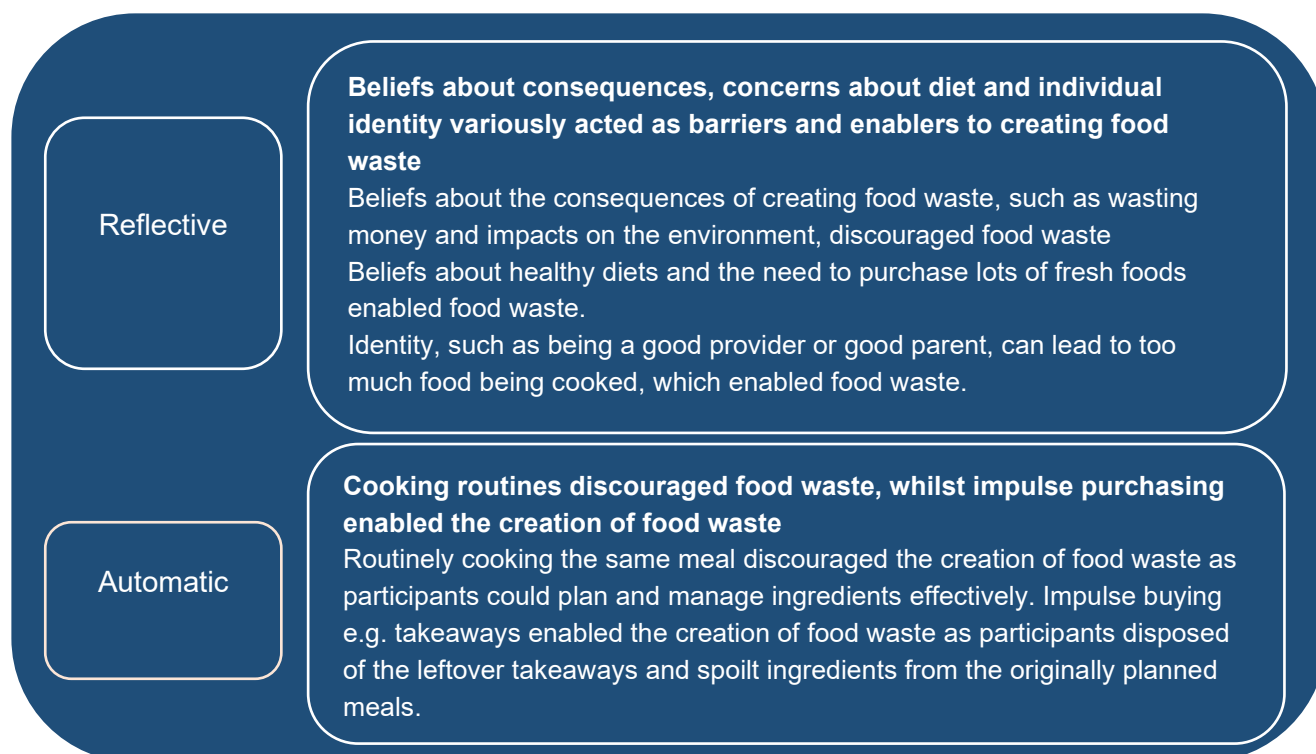 Reflective
Beliefs about consequences, concerns about diet and individual
identity variously acted as barriers and enablers to creating food
waste
Beliefs about the consequences of creating food waste, such as wasting
money and impacts on the environment, discouraged food waste
Beliefs about healthy diets and the need to purchase lots of fresh foods
enabled food waste.
Identity, such as being a good provider or good parent, can lead to too
much food being cooked, which enabled food waste.
Automatic
Cooking routines discouraged food waste, whilst impulse purchasing
enabled the creation of food waste
Routinely cooking the same meal discouraged the creation of food waste as
participants could plan and manage ingredients effectively. Impulse buying
e.g. takeaways enabled the creation of food waste as participants disposed
of the leftover takeaways and spoilt ingredients from the originally planned
meals.